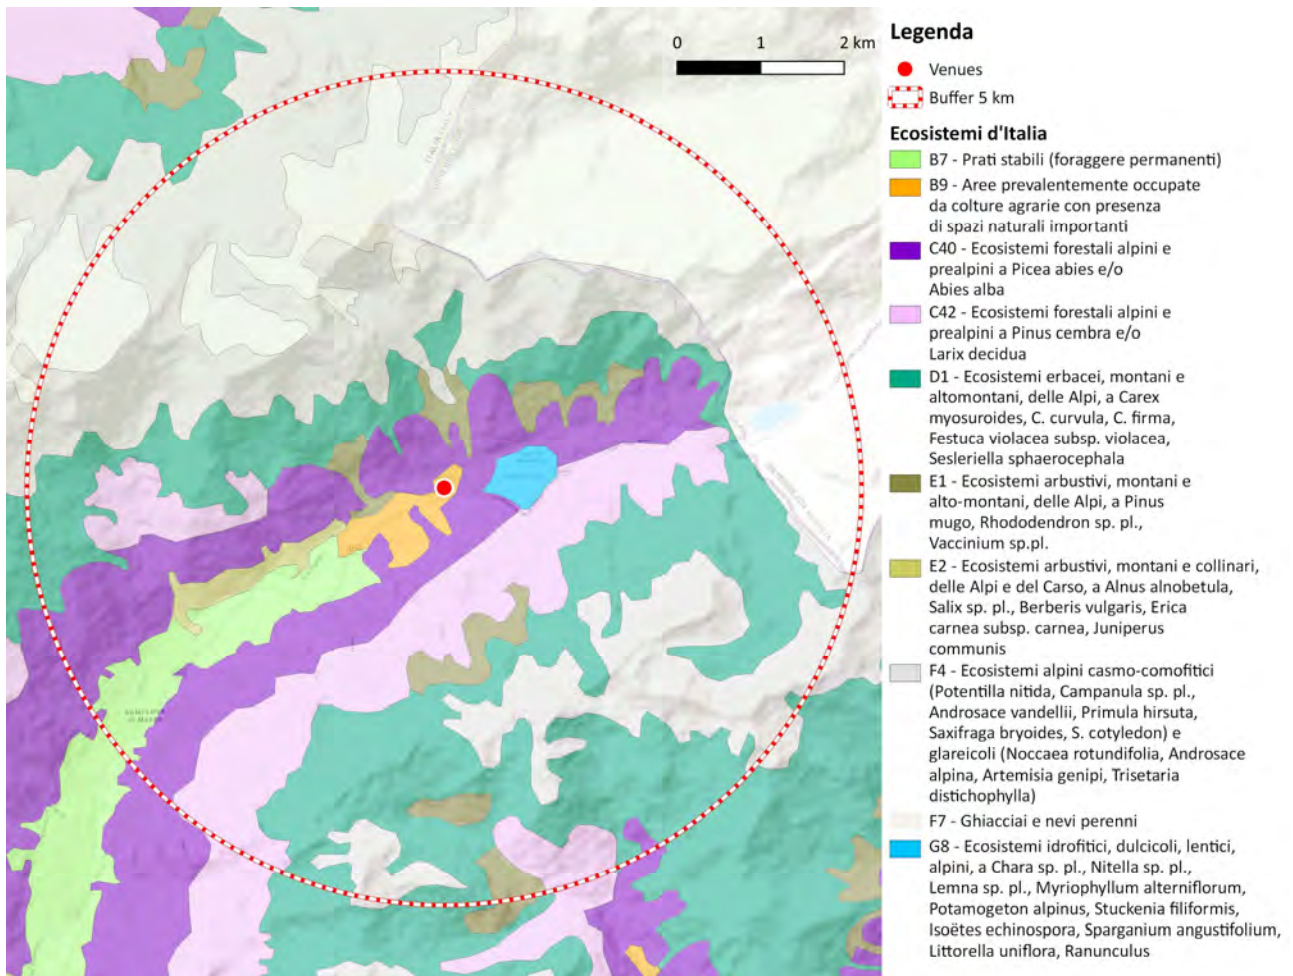 0 1 2 km
Legenda
Venues
Buffer 5 km
Ecosistemi d'Italia
B7 - Prati stabili (foraggere permanenti)
B9 - Aree prevalentemente occupate
da colture agrarie con presenza
di spazi naturali importanti
C40 - Ecosistemi forestali alpini e
prealpini a Picea abies e/o
Abies alba
C42 - Ecosistemi forestali alpini e
prealpini a Pinus cembra e/o
Larix decidua
D1 - Ecosistemi erbacei, montani e
altomontani, delle Alpi, a Carex
myosuroides, C. curvula, C. firma,
Festuca violacea subsp. violacea,
Sesleriella sphaerocephala
E1 - Ecosistemi arbustivi, montani e
alto-montani, delle Alpi, a Pinus
mugo, Rhododendron sp. pl.,
Vaccinium sp.pl.
E2 - Ecosistemi arbustivi, montani e collinari,
delle Alpi e del Carso, a Alnus alnobetula,
Salix sp. pl., Berberis vulgaris, Erica
carnea subsp. carnea, Juniperus
communis
F4 - Ecosistemi alpini casmo-comofitici
(Potentilla nitida, Campanula sp. pl.,
Androsace vandellii, Primula hirsuta,
Saxifraga bryoides, S. cotyledon) e
glareicoli (Noccaea rotundifolia, Androsace
alpina, Artemisia genipi, Trisetaria
distichophylla)
F7 - Ghiacciai e nevi perenni
G8 - Ecosistemi idrofitici, dulcicoli, lentici,
alpini, a Chara sp. pl., Nitella sp. pl.,
Lemna sp. pl., Myriophyllum alterniflorum,
Potamogeton alpinus, Stuckenia filiformis,
Isoëtes echinospora, Sparganium angustifolium,
Littorella uniflora, Ranunculus